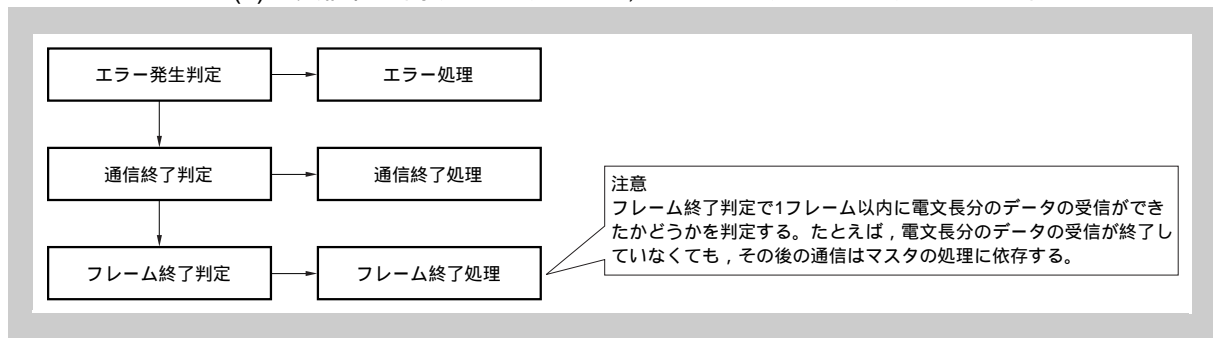 エラー発生判定
エラー処理
通信終了判定
通信終了処理
フレーム終了判定
フレーム終了処理
注意
フレーム終了判定で1フレーム以内に電文長分のデータの受信ができ
たかどうかを判定する。たとえば，電文長分のデータの受信が終了し
ていなくても，その後の通信はマスタの処理に依存する。